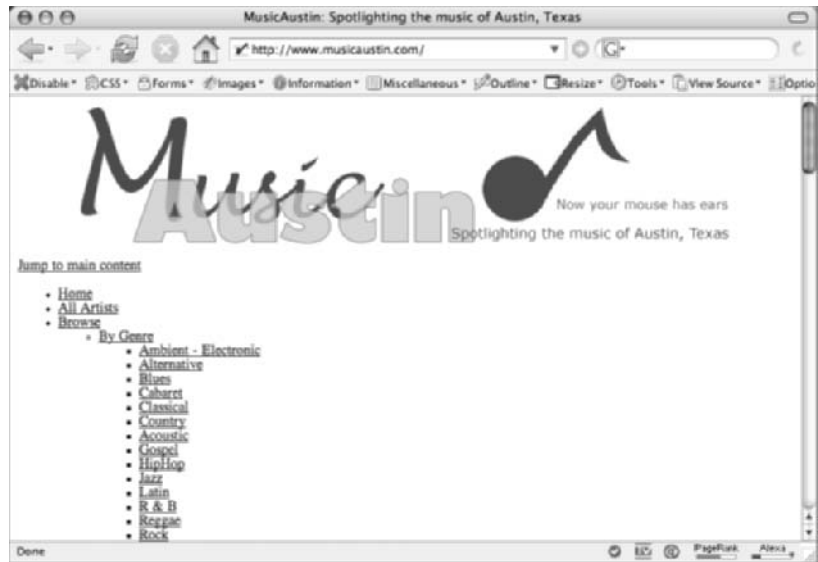 MusicAustin: Spotlighting the music of Austin, Texas
http://www.musicaustin.com/
G
Disable CSS Forms Images Information Miscellaneous Outline Resize Tools View Source Optio
Music
Austin
Now your mouse has ears
Spotlighting the music of Austin, Texas
Jump to main content
Home
All Artists
Browse
By Genre
Ambient - Electronic
Alternative
Blues
Cabaret
Classical
Country
Acoustic
Gospel
HipHop
Jazz
Latin
R & B
Reggae
Rock
Done PageRank Alexa